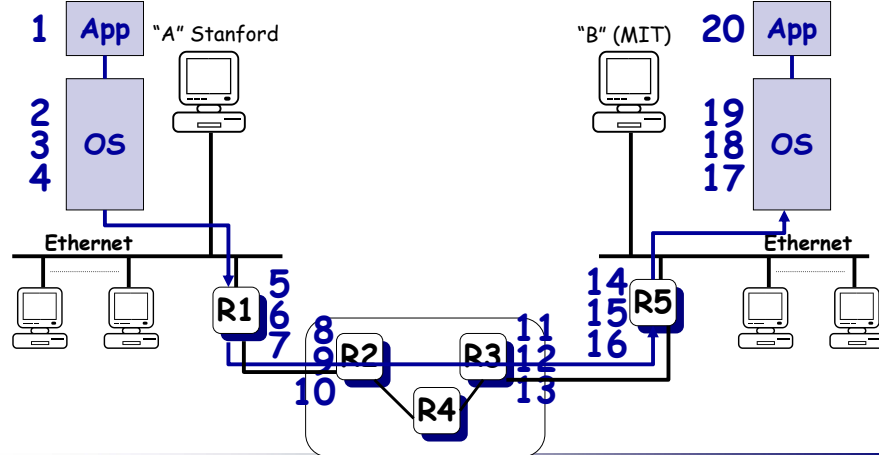 1
App
"A" Stanford
"B" (MIT)
20
App
2
3
4
OS
19
18
17
OS
Ethernet
Ethernet
R1
5
6
7
14
15
16
R5
8
9
10
R2
R3
11
12
13
R4